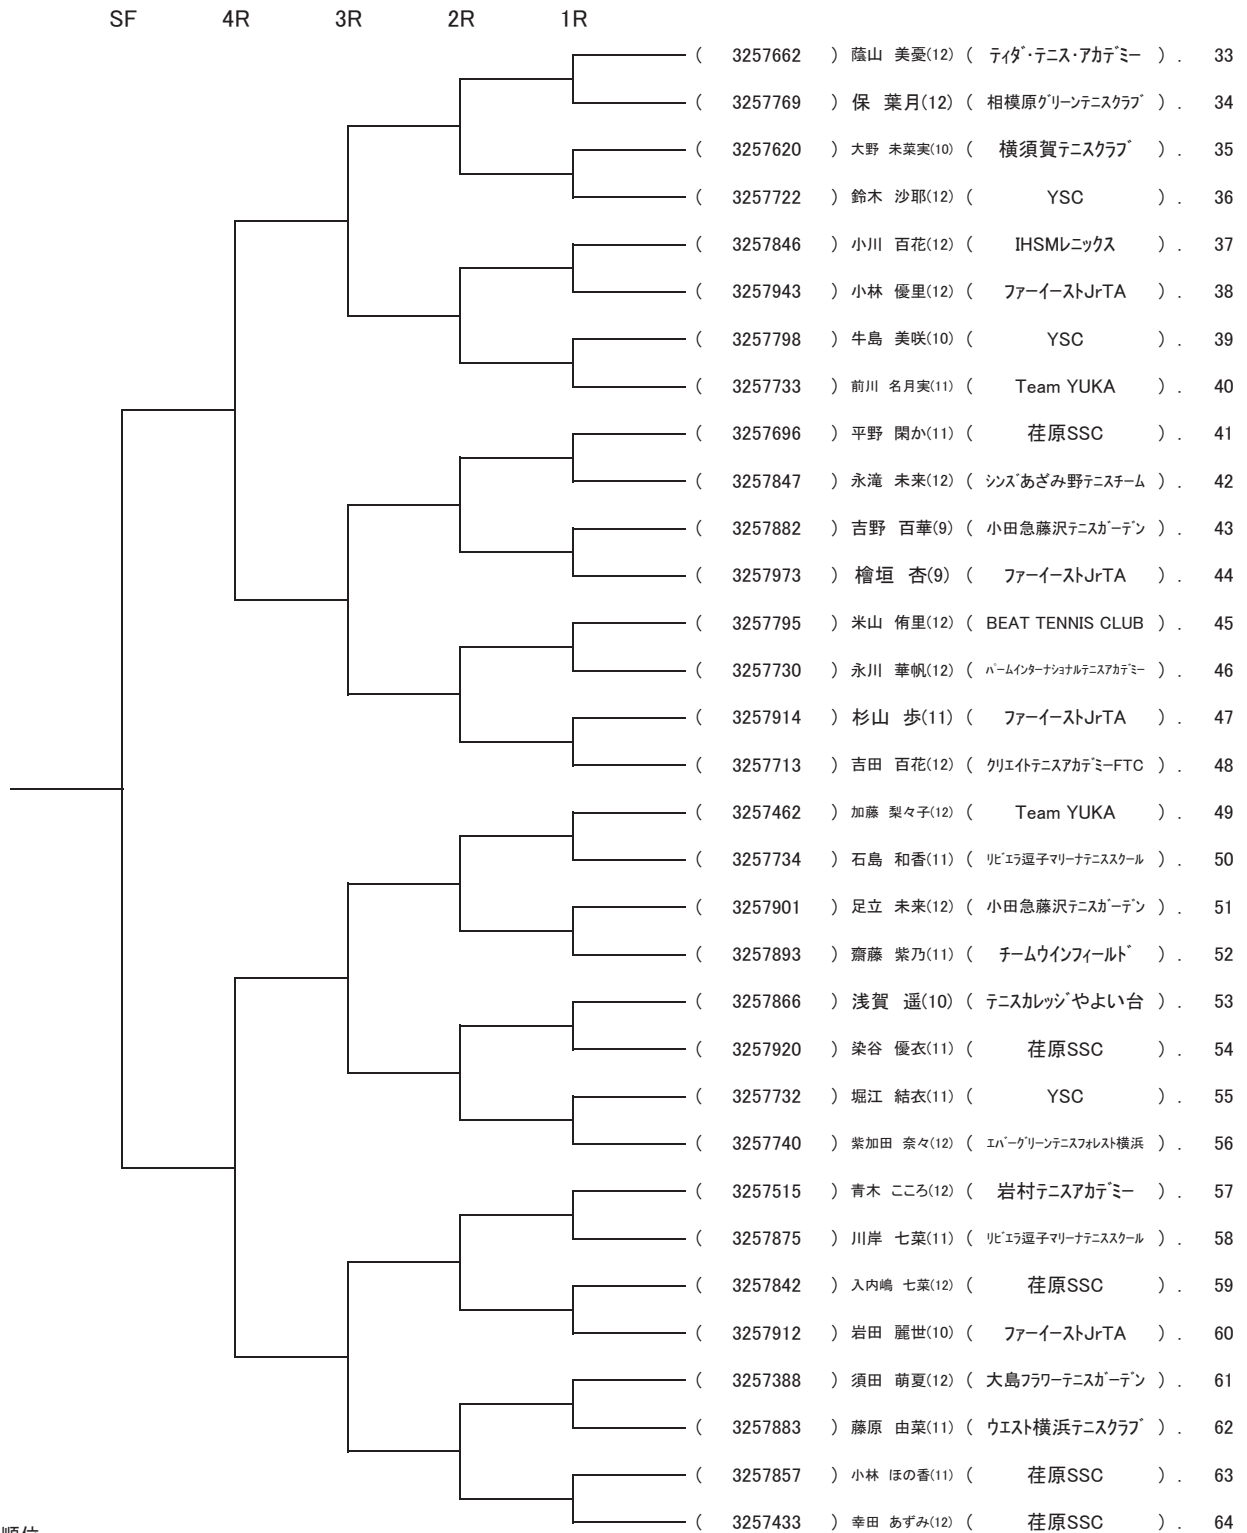 SF 4R 3R 2R 1R
( 3257662 ) 蔭山 美憂(12) ( ティダ・テニス・アカデミー ) . 33
( 3257769 ) 保 葉月(12) ( 相模原グリーンテニスクラブ ) . 34
( 3257620 ) 大野 未菜実(10) ( 横須賀テニスクラブ ) . 35
( 3257722 ) 鈴木 沙耶(12) ( YSC ) . 36
( 3257846 ) 小川 百花(12) ( IHSMレニックス ) . 37
( 3257943 ) 小林 優里(12) ( ファーイーストJrTA ) . 38
( 3257798 ) 牛島 美咲(10) ( YSC ) . 39
( 3257733 ) 前川 名月実(11) ( Team YUKA ) . 40
( 3257696 ) 平野 閑か(11) ( 荏原SSC ) . 41
( 3257847 ) 永滝 未来(12) ( シンズあざみ野テニスチーム ) . 42
( 3257882 ) 吉野 百華(9) ( 小田急藤沢テニスガーデン ) . 43
( 3257973 ) 檜垣 杏(9) ( ファーイーストJrTA ) . 44
( 3257795 ) 米山 侑里(12) ( BEAT TENNIS CLUB ) . 45
( 3257730 ) 永川 華帆(12) ( パームインターナショナルテニスアカデミー ) . 46
( 3257914 ) 杉山 歩(11) ( ファーイーストJrTA ) . 47
( 3257713 ) 吉田 百花(12) ( クリエイトテニスアカデミーFTC ) . 48
( 3257462 ) 加藤 梨々子(12) ( Team YUKA ) . 49
( 3257734 ) 石島 和香(11) ( リビエラ逗子マリーナテニススクール ) . 50
( 3257901 ) 足立 未来(12) ( 小田急藤沢テニスガーデン ) . 51
( 3257893 ) 齋藤 紫乃(11) ( チームウインフィールド ) . 52
( 3257866 ) 浅賀 遥(10) ( テニスカレッジやよい台 ) . 53
( 3257920 ) 染谷 優衣(11) ( 荏原SSC ) . 54
( 3257732 ) 堀江 結衣(11) ( YSC ) . 55
( 3257740 ) 紫加田 奈々(12) ( エバーグリーンテニスフォレスト横浜 ) . 56
( 3257515 ) 青木 こころ(12) ( 岩村テニスアカデミー ) . 57
( 3257875 ) 川岸 七菜(11) ( リビエラ逗子マリーナテニススクール ) . 58
( 3257842 ) 入内嶋 七菜(12) ( 荏原SSC ) . 59
( 3257912 ) 岩田 麗世(10) ( ファーイーストJrTA ) . 60
( 3257388 ) 須田 萌夏(12) ( 大島フラワーテニスガーデン ) . 61
( 3257883 ) 藤原 由菜(11) ( ウエスト横浜テニスクラブ ) . 62
( 3257857 ) 小林 ほの香(11) ( 荏原SSC ) . 63
( 3257433 ) 幸田 あずみ(12) ( 荏原SSC ) . 64